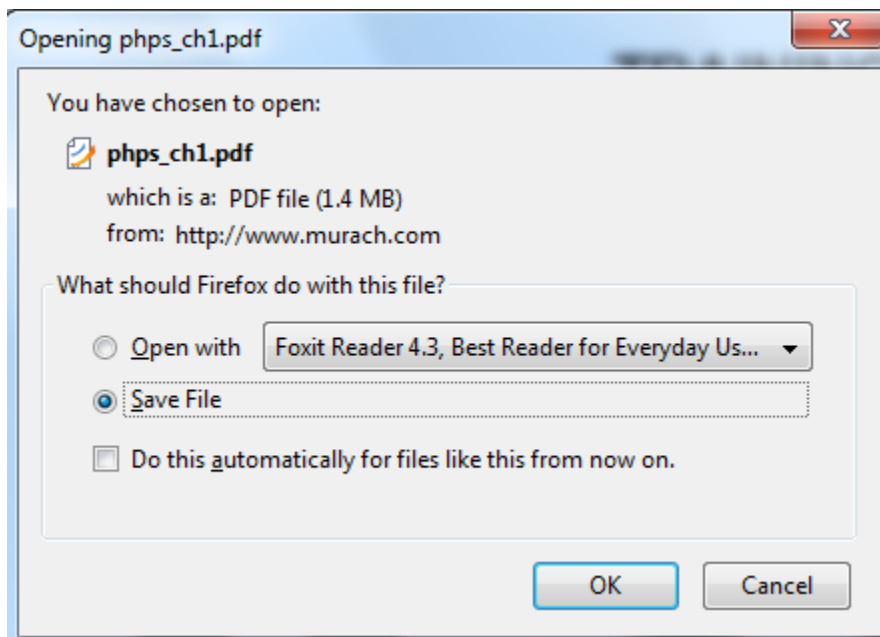 Opening phps_ch1.pdf
You have chosen to open:
phps_ch1.pdf
which is a: PDF file (1.4 MB)
from: http://www.murach.com
What should Firefox do with this file?
Open with Foxit Reader 4.3, Best Reader for Everyday Us...
Save File
Do this automatically for files like this from now on.
OK Cancel